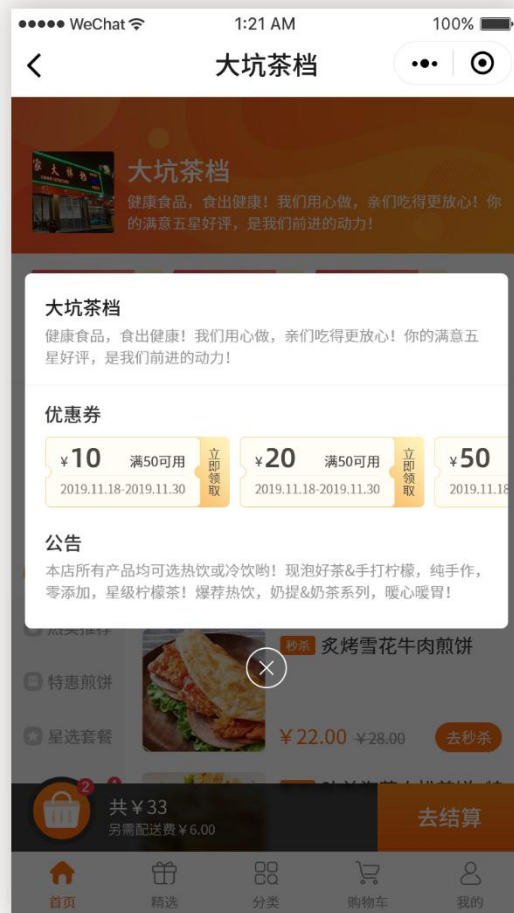 WeChat
1:21 AM
100%
大坑茶档
大坑茶档
健康食品，食出健康！我们用心做，亲们吃得更放心！你
的满意五星好评，是我们前进的动力！
大坑茶档
健康食品，食出健康！我们用心做，亲们吃得更放心！你的满意五
星好评，是我们前进的动力！
优惠券
¥10 满50可用
2019.11.18-2019.11.30
立即领取
¥20 满50可用
2019.11.18-2019.11.30
立即领取
¥50
2019.11.18
公告
本店所有产品均可选热饮或冷饮哟！现泡好茶&手打柠檬，纯手作，
零添加，星级柠檬茶！爆荐热饮，奶提&奶茶系列，暖心暖胃！
特惠煎饼
星选套餐
秒杀 炙烤雪花牛肉煎饼
¥22.00 ¥28.00 去秒杀
2
共¥33
另需配送费¥6.00
去结算
首页
精选
分类
购物车
我的